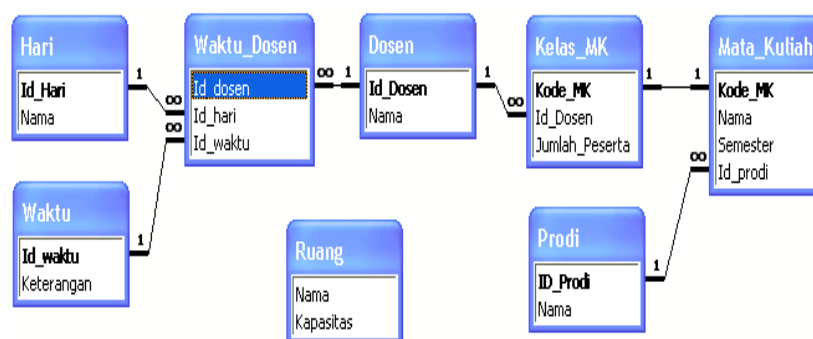 Hari
Id_Hari
Nama
Waktu_Dosen
Id_dosen
Id_hari
Id_waktu
Dosen
Id_Dosen
Nama
Kelas_MK
Kode_MK
Id_Dosen
Jumlah_Peserta
Mata_Kuliah
Kode_MK
Nama
Semester
Id_prodi
1
∞
∞
∞
1
1
∞
1
1
∞
1
1
Waktu
Id_waktu
Keterangan
Ruang
Nama
Kapasitas
Prodi
ID_Prodi
Nama